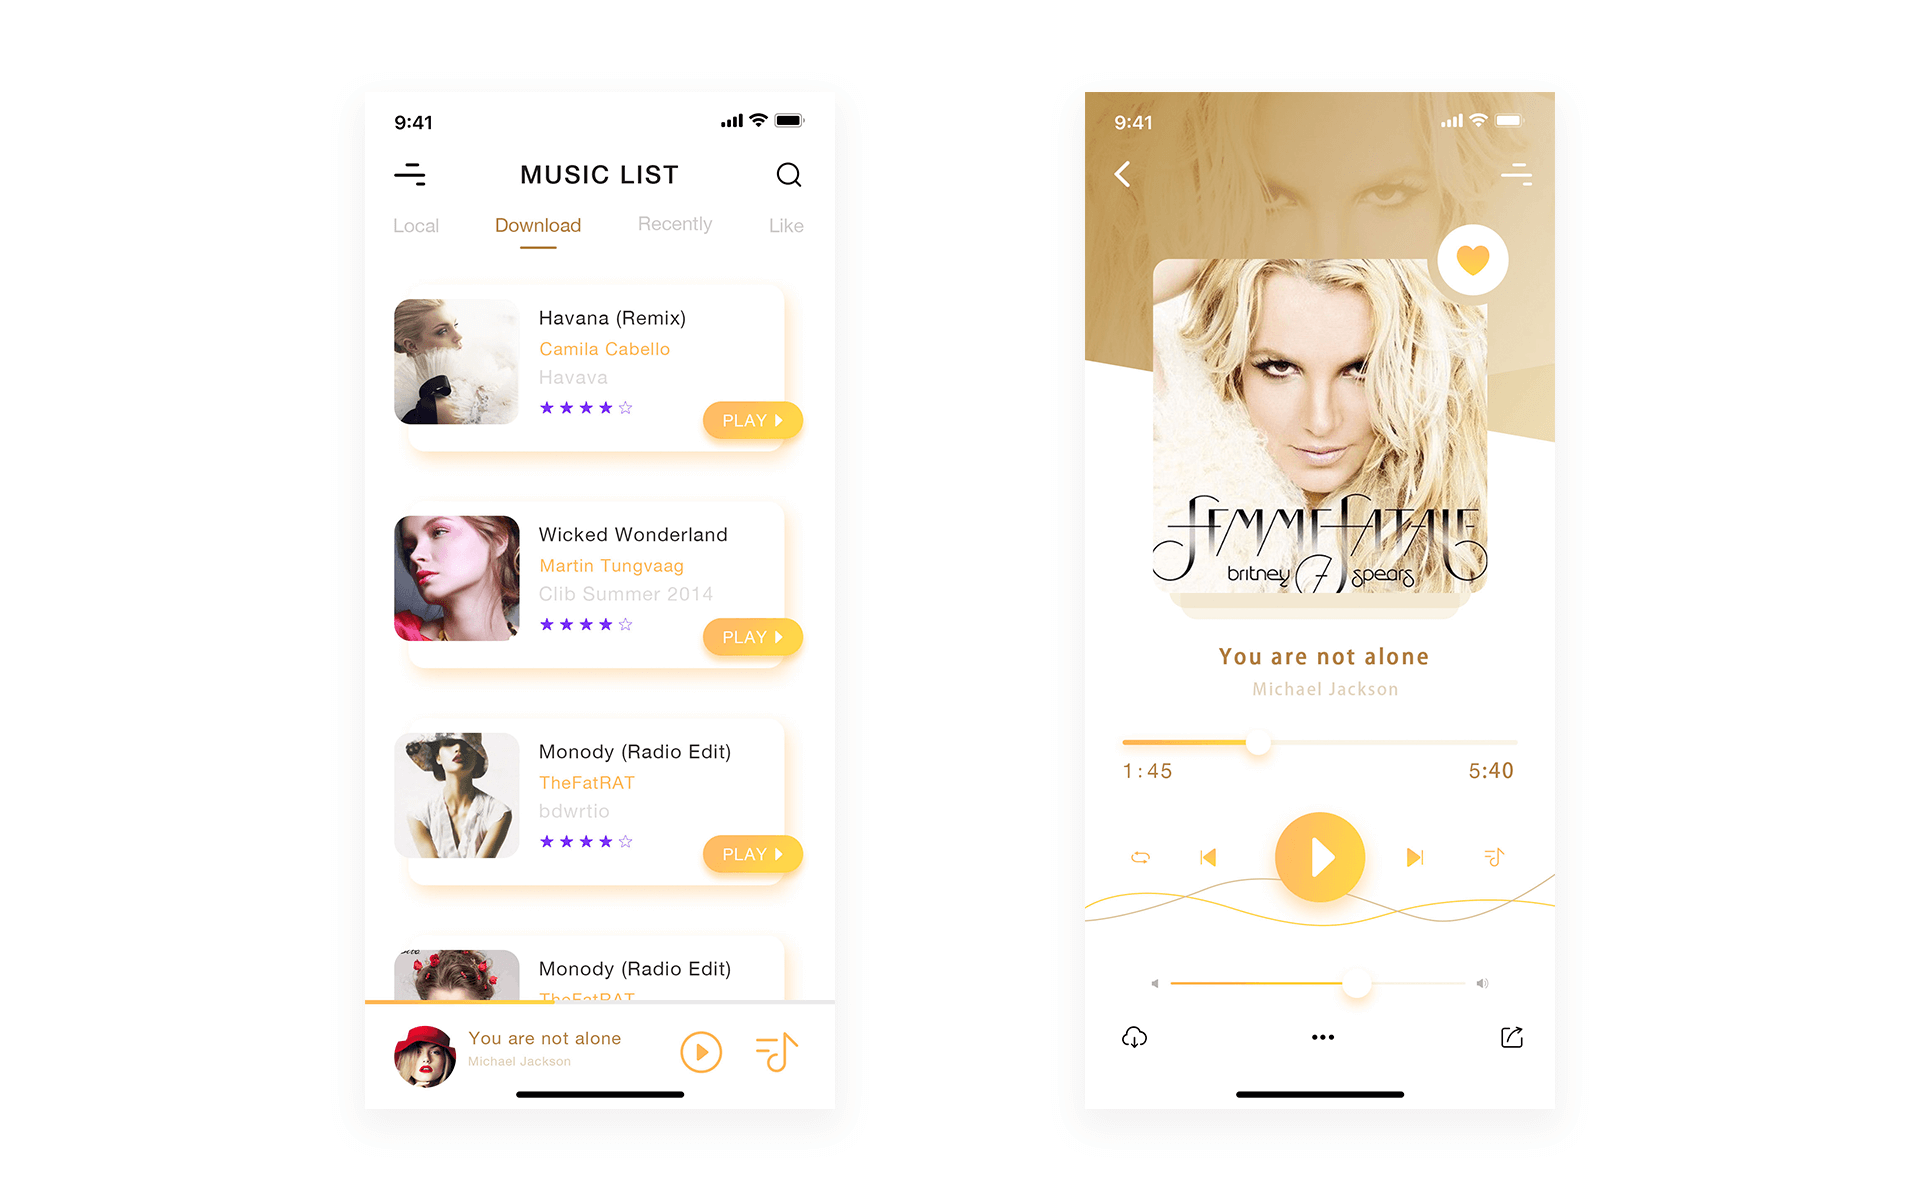 9:41
MUSIC LIST
Local Download Recently Like
Havana (Remix)
Camila Cabello
Havava
PLAY
Wicked Wonderland
Martin Tungvaag
Clib Summer 2014
PLAY
Monody (Radio Edit)
TheFatRAT
bdwrtio
PLAY
Monody (Radio Edit)
TheFatRAT
You are not alone
Michael Jackson
9:41
FEMME FATALE
britney spears
You are not alone
Michael Jackson
1:45 5:40